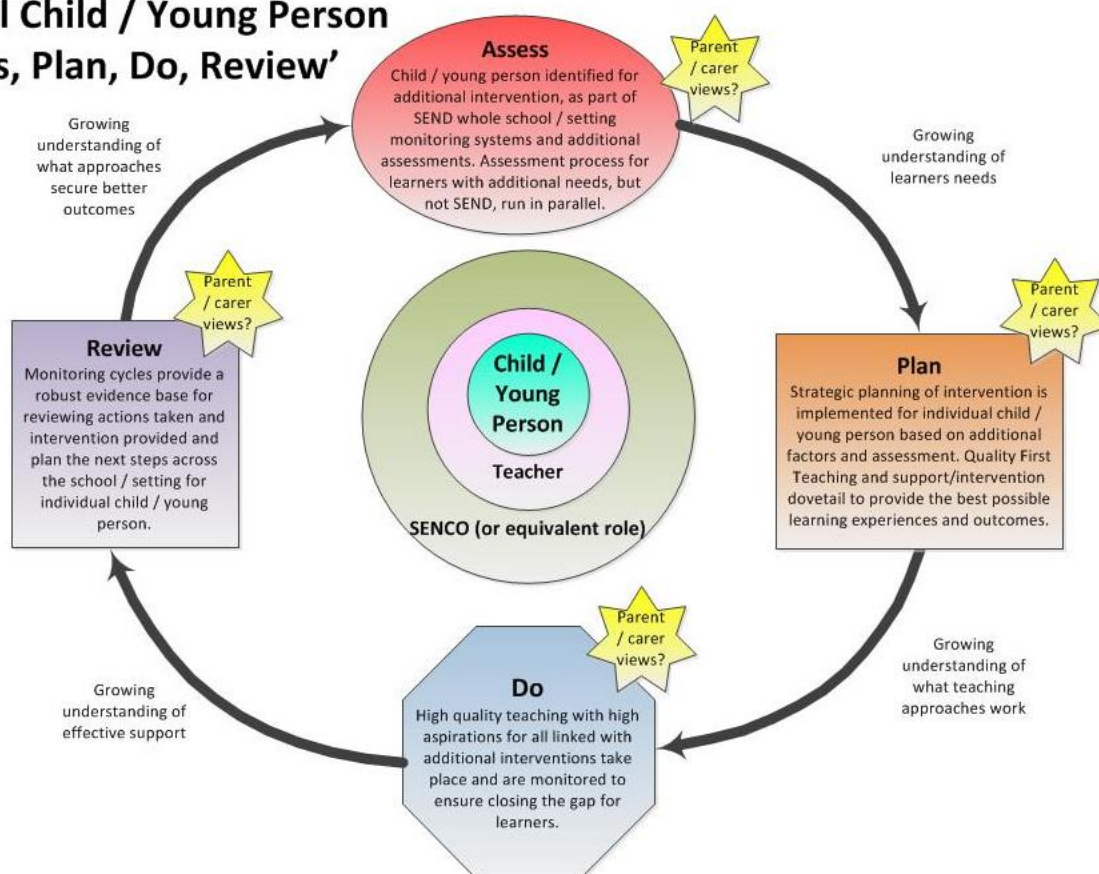 l Child / Young Person
s, Plan, Do, Review’
Assess
Child / young person identified for
additional intervention, as part of
SEND whole school / setting
monitoring systems and additional
assessments. Assessment process for
learners with additional needs, but
not SEND, run in parallel.
Parent
/ carer
views?
Growing
understanding of
learners needs
Plan
Strategic planning of intervention is
implemented for individual child /
young person based on additional
factors and assessment. Quality First
Teaching and support/intervention
dovetail to provide the best possible
learning experiences and outcomes.
Parent
/ carer
views?
Growing
understanding of
what teaching
approaches work
Do
High quality teaching with high
aspirations for all linked with
additional interventions take
place and are monitored to
ensure closing the gap for
learners.
Parent
/ carer
views?
Growing
understanding of
effective support
Review
Monitoring cycles provide a
robust evidence base for
reviewing actions taken and
intervention provided and
plan the next steps across
the school / setting for
individual child / young
person.
Parent
/ carer
views?
Growing
understanding of
what approaches
secure better
outcomes
Child /
Young
Person
Teacher
SENCO (or equivalent role)